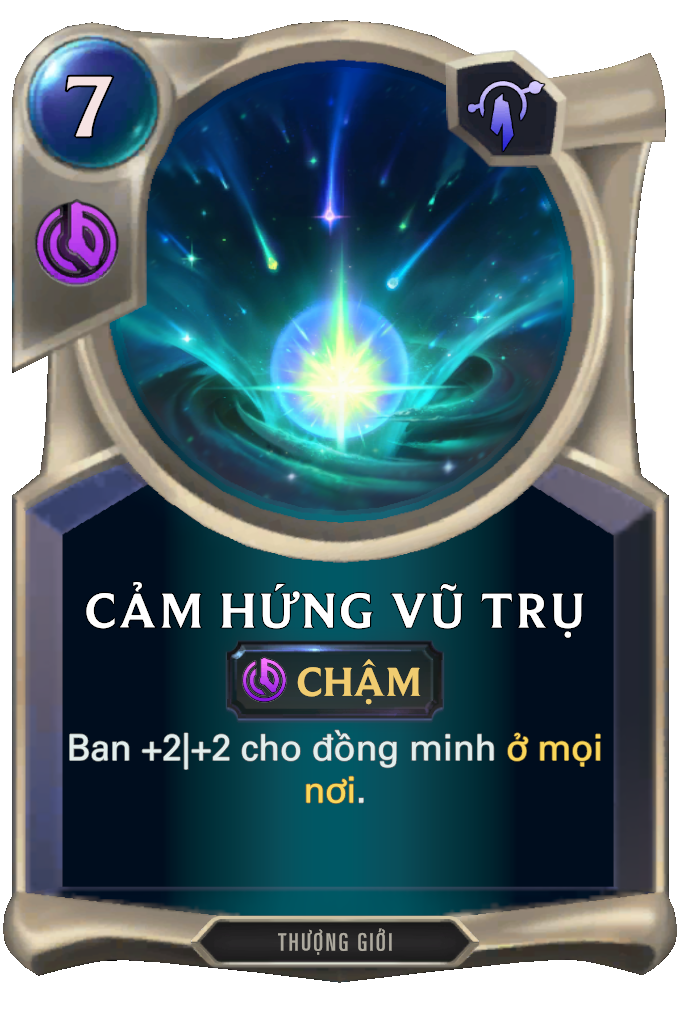 7
CẢM HỨNG VŨ TRỤ
CHẬM
Ban +2|+2 cho đồng minh ở mọi
nơi.
THƯỢNG GIỚI